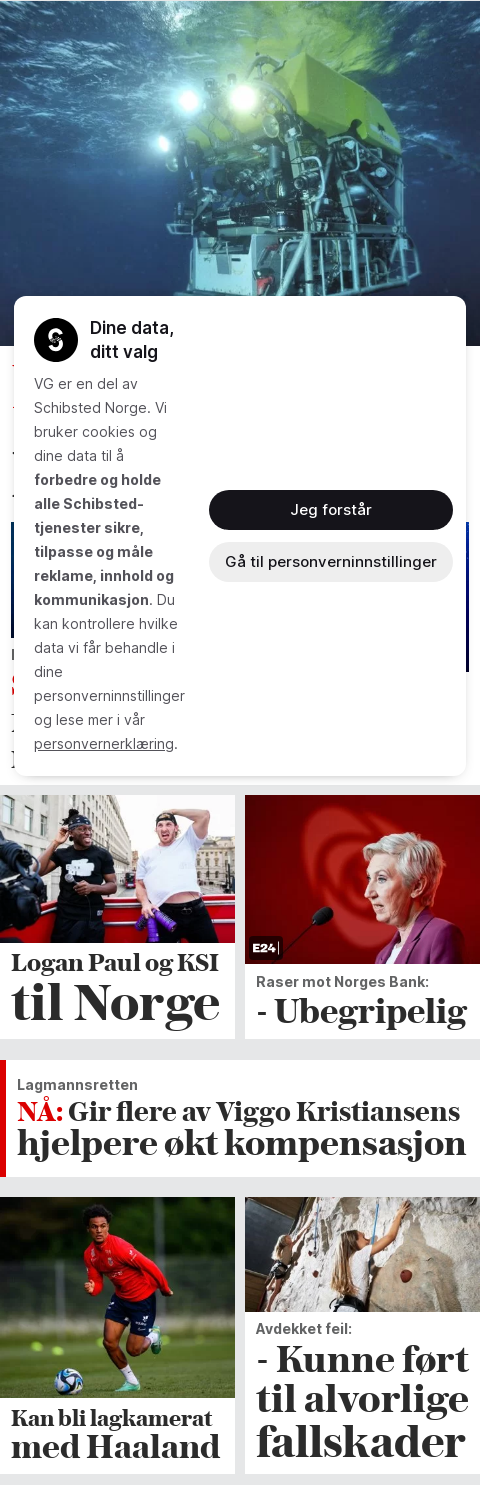 Dine data,
ditt valg
VG er en del av
Schibsted Norge. Vi
bruker cookies og
dine data til å
forbedre og holde
alle Schibsted-
tjenester sikre,
tilpasse og måle
reklame, innhold og
kommunikasjon. Du
kan kontrollere hvilke
data vi får behandle i
dine
personverninnstillinger
og lese mer i vår
personvernerklæring.
Jeg forstår
Gå til personverninnstillinger
Logan Paul og KSI
til Norge
E24
Raser mot Norges Bank:
- Ubegripelig
Lagmannsretten
NÅ: Gir flere av Viggo Kristiansens
hjelpere økt kompensasjon
Kan bli lagkamerat
med Haaland
Avdekket feil:
- Kunne ført
til alvorlige
fallskader